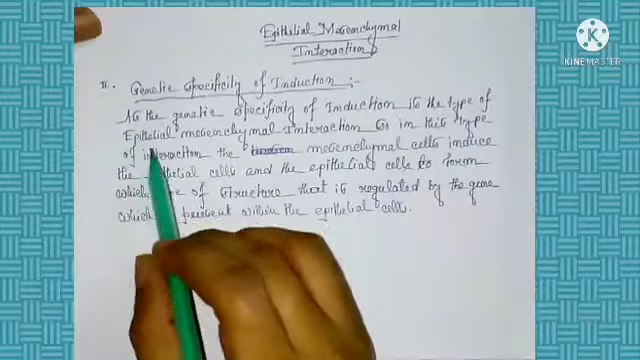 Epithelial Mesenchymal
Interaction
KINEMASTER
II. Genetic Specificity of Induction :-
As the genetic Specificity of Induction is the type of
Epithelial mesenchymal Interaction So in this type
of interaction the mesenchymal cells induce
the epithelial cells and the epithelial cells to form
which type of structure that is regulated by the gene
which present within the epithelial cell.